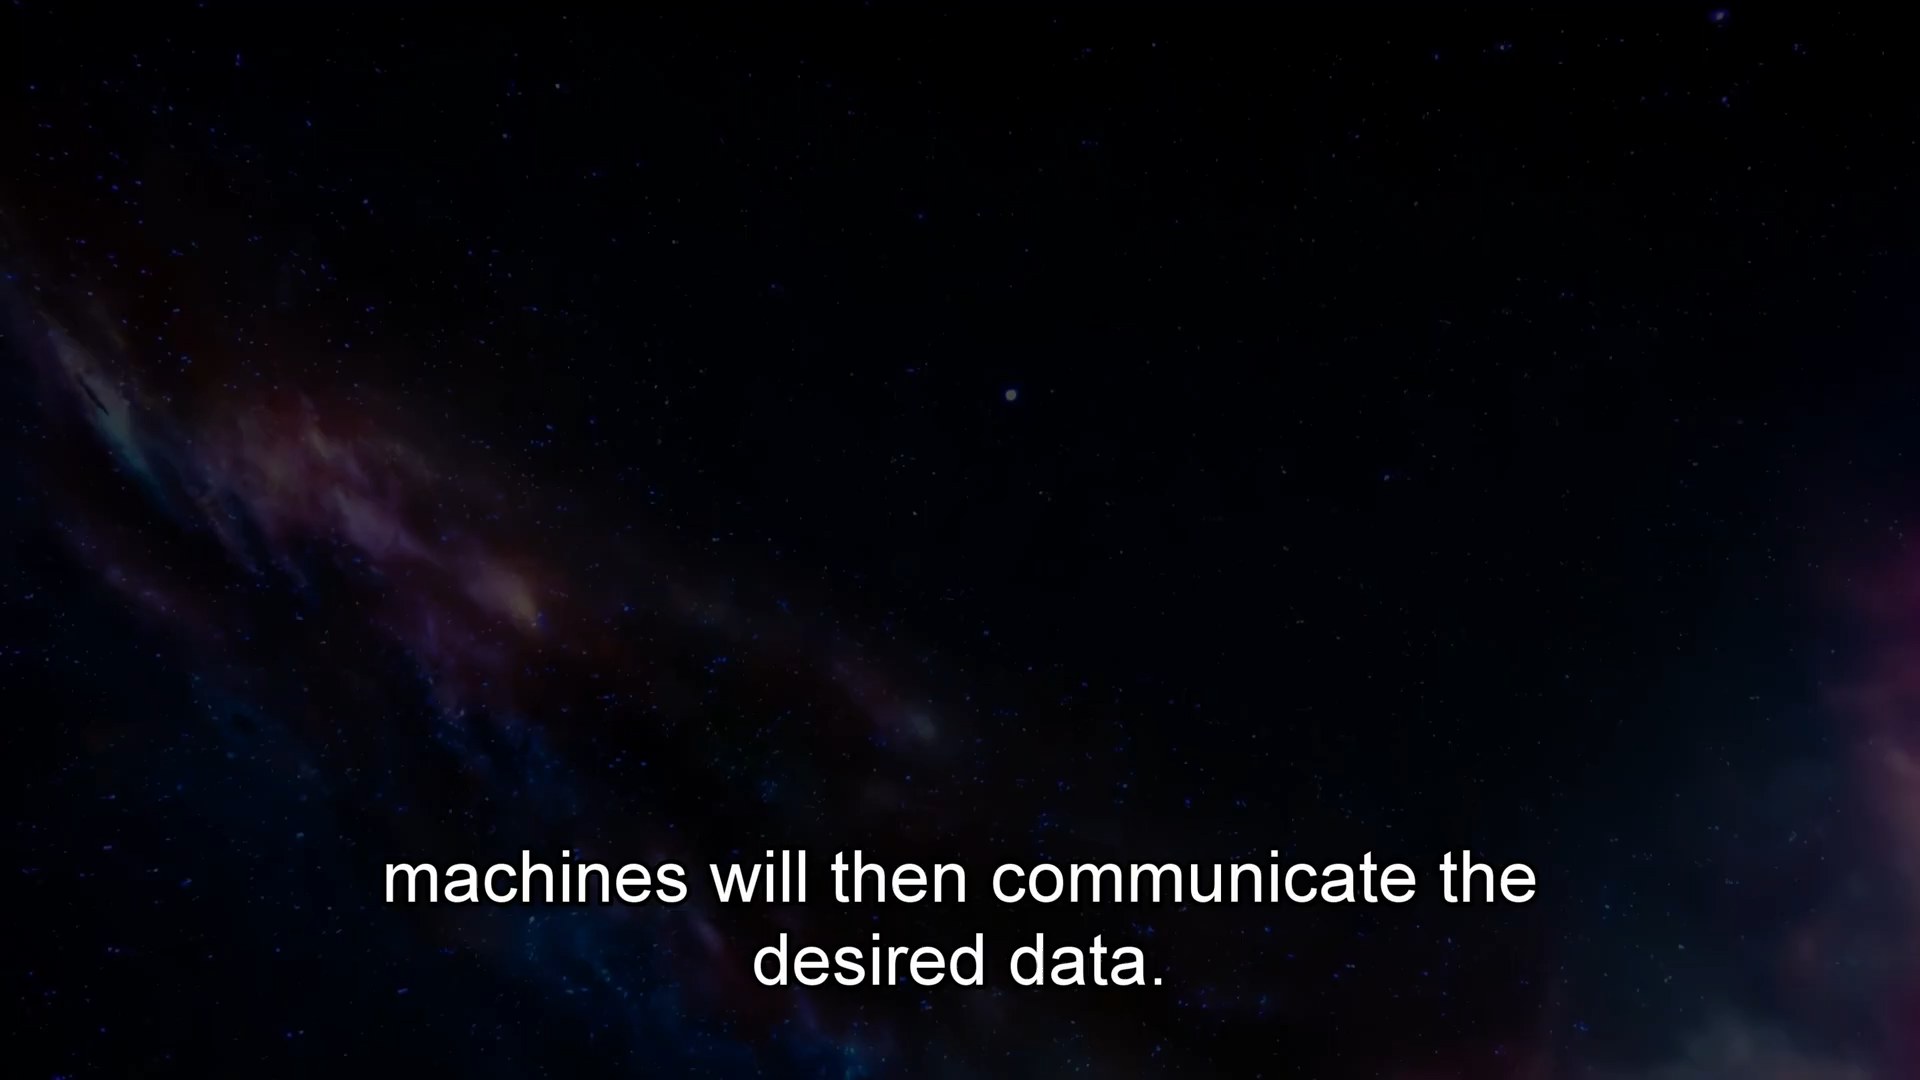 machines will then communicate the
desired data.